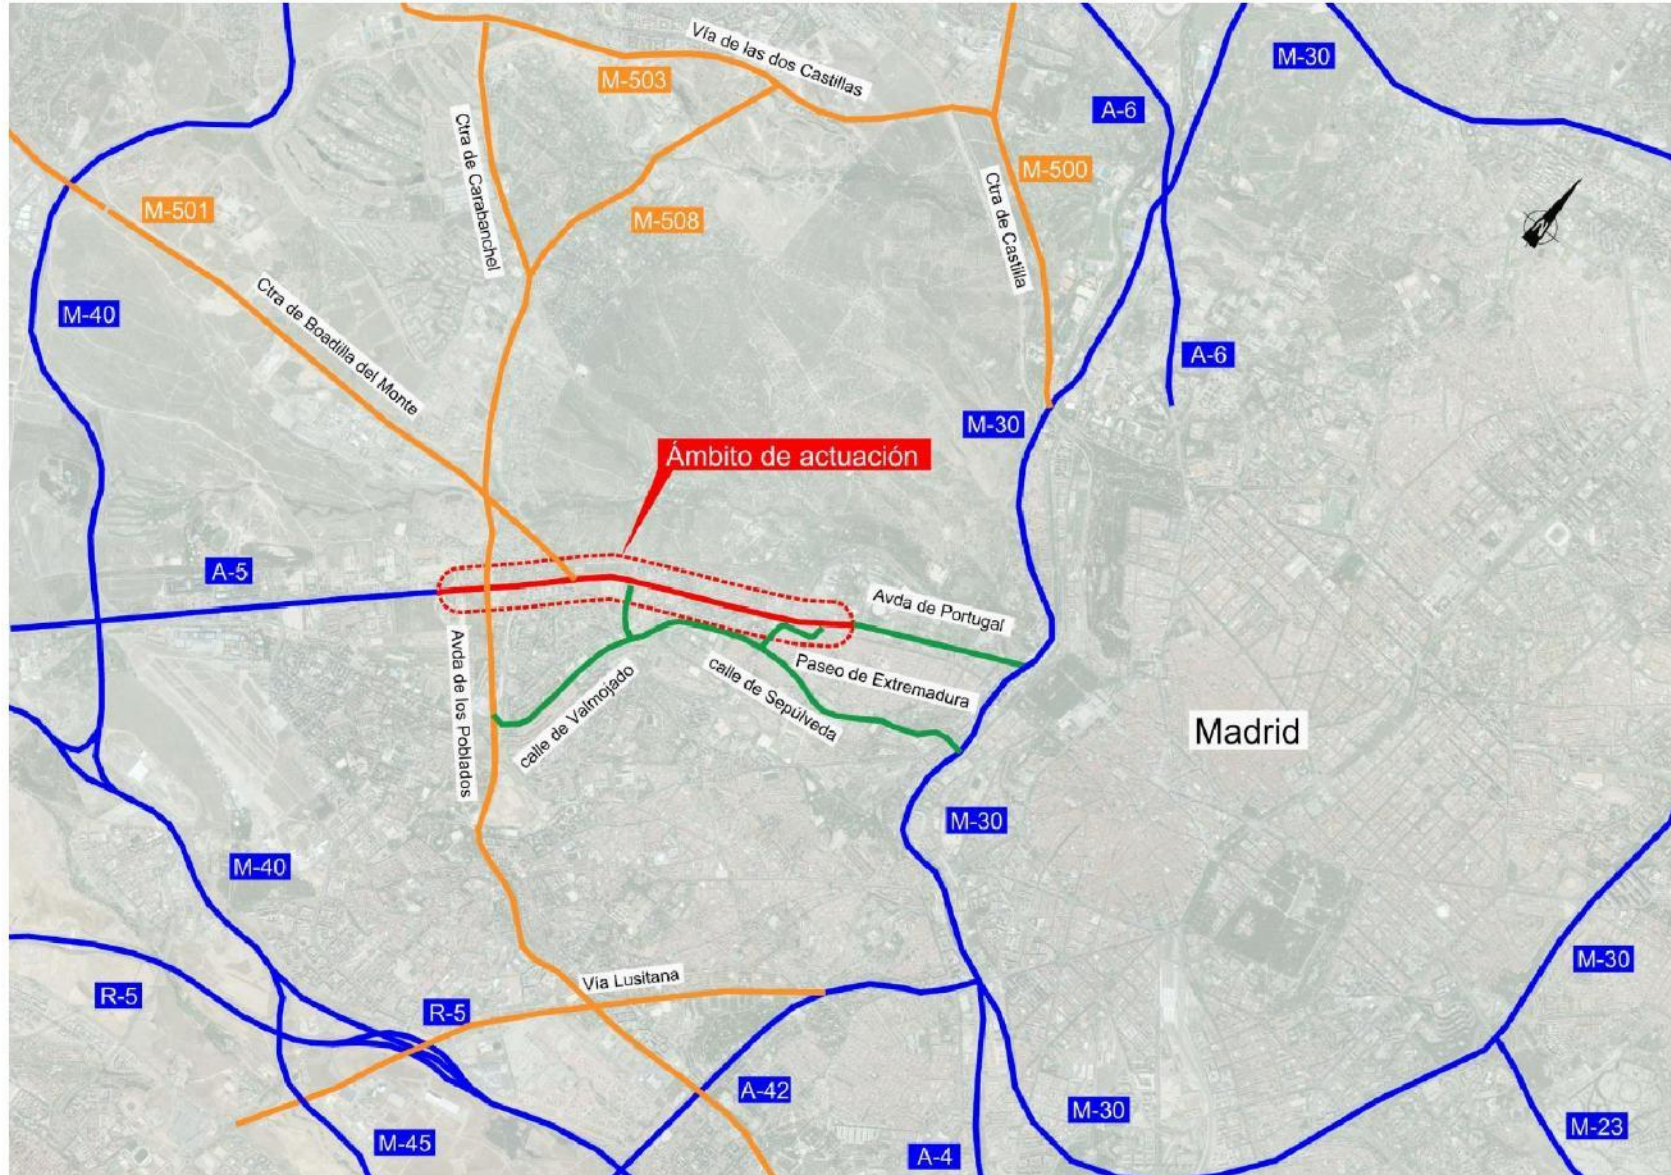 Vía de las dos Castillas
M-30
M-503
A-6
Ctra de Carabanchel
M-500
M-501
M-508
Ctra de Castilla
M-40
Ctra de Boadilla del Monte
A-6
M-30
Ámbito de actuación
A-5
Avda de Portugal
Avda de los Poblados
calle de Valmojado
calle de Sepúlveda
Paseo de Extremadura
Madrid
M-30
M-40
M-30
Vía Lusitana
R-5
R-5
A-42
M-30
M-23
M-45
A-4